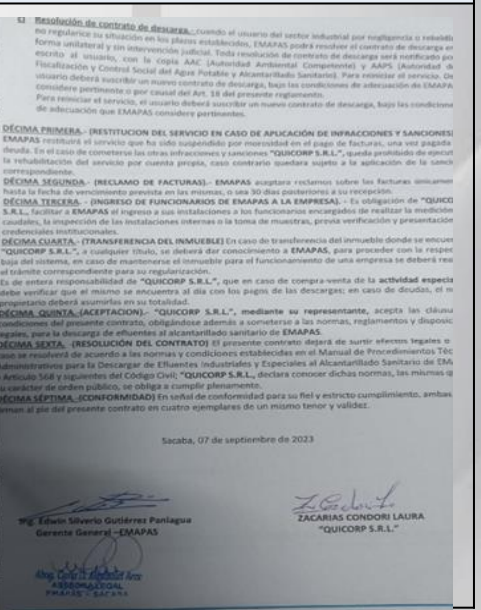 c) Resolución de contrato de descarga.- cuando el usuario del sector industrial por negligencia o
no regularice su situación en los plazos establecidos, EMAPAS podrá resolver el contrato de descarga
forma unilateral y sin intervención judicial. Toda resolución de contrato de descarga será notificado
escrito al usuario, con la copia AAC (Autoridad Ambiental Competente) y AAPS (Autoridad
Fiscalización y Control Social del Agua Potable y Alcantarillado Sanitario). Para reiniciar el servicio,
usuario deberá suscribir un nuevo contrato de descarga, bajo las condiciones de adecuación de
considere pertinente o por causal del Art. 18 del presente reglamento.
Para reiniciar el servicio, el usuario deberá suscribir un nuevo contrato de descarga, bajo las
de adecuación que EMAPAS considere pertinentes.
DÉCIMA PRIMERA.- (RESTITUCION DEL SERVICIO EN CASO DE APLICACIÓN DE INFRACCIONES Y SANCIONES)
EMAPAS restituirá el servicio que ha sido suspendido por morosidad en el pago de facturas, una vez pagada
deuda. En el caso de cometerse las otras infracciones y sanciones "QUICORP S.R.L.", queda prohibido de
la rehabilitación del servicio por cuenta propia, caso contrario quedara sujeto a la aplicación de la
correspondiente.
DÉCIMA SEGUNDA.- (RECLAMO DE FACTURAS).- EMAPAS aceptara reclamos sobre las facturas
hasta la fecha de vencimiento prevista en las mismas, o sea 30 días posteriores a su recepción.
DÉCIMA TERCERA. - (INGRESO DE FUNCIONARIOS DE EMAPAS A LA EMPRESA). - Es obligación de
S.R.L., facilitar a EMAPAS el ingreso a sus instalaciones a los funcionarios encargados de realizar la medición
caudales, la inspección de las instalaciones internas o la toma de muestras, previa verificación y presentación
credenciales institucionales.
DÉCIMA CUARTA.- (TRANSFERENCIA DEL INMUEBLE) En caso de transferencia del inmueble donde se
"QUICORP S.R.L.", a cualquier título, se deberá dar conocimiento a EMAPAS, para proceder con la
baja del sistema, en caso de mantenerse el inmueble para el funcionamiento de una empresa se deberá
el trámite correspondiente para su regularización.
Es de entera responsabilidad de "QUICORP S.R.L.", que en caso de compra-venta de la actividad
debe verificar que el mismo se encuentra al día con los pagos de las descargas; en caso de deudas, el
propietario deberá asumirlas en su totalidad.
DÉCIMA QUINTA.-(ACEPTACION).- "QUICORP S.R.L.", mediante su representante, acepta las
condiciones del presente contrato, obligándose además a someterse a las normas, reglamentos y
legales, para la descarga de efluentes al alcantarillado sanitario de EMAPAS.
DÉCIMA SEXTA. -(RESOLUCIÓN DEL CONTRATO) El presente contrato dejará de surtir efectos legales o
caso se resolverá de acuerdo a las normas y condiciones establecidas en el Manual de Procedimientos
Administrativos para la Descarga de Efluentes Industriales y Especiales al Alcantarillado Sanitario de
Artículo 568 y siguientes del Código Civil; "QUICORP S.R.L., declara conocer dichas normas, las mismas
su carácter de orden público, se obliga a cumplir plenamente.
DÉCIMA SÉPTIMA.-(CONFORMIDAD) En señal de conformidad para su fiel y estricto cumplimiento, ambas
firman al pie del presente contrato en cuatro ejemplares de un mismo tenor y validez.
Sacaba, 07 de septiembre de 2023
Mg. Edwin Silverio Gutiérrez Paniagua
Gerente General -EMAPAS
ZACARIAS CONDORI LAURA
"QUICORP S.R.L."
ASESOR LEGAL
EMAPAS - SACABA